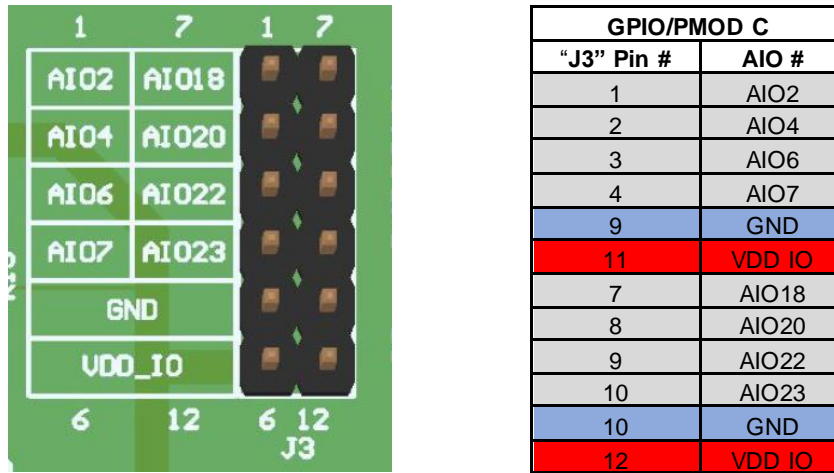 1 7 1 7
AIO2 AIO18
AIO4 AIO20
AIO6 AIO22
AIO7 AIO23
GND
VDD_IO
6 12 6 12
J3
GPIO/PMOD C
“J3” Pin # AIO #
1 AIO2
2 AIO4
3 AIO6
4 AIO7
9 GND
11 VDD IO
7 AIO18
8 AIO20
9 AIO22
10 AIO23
10 GND
12 VDD IO